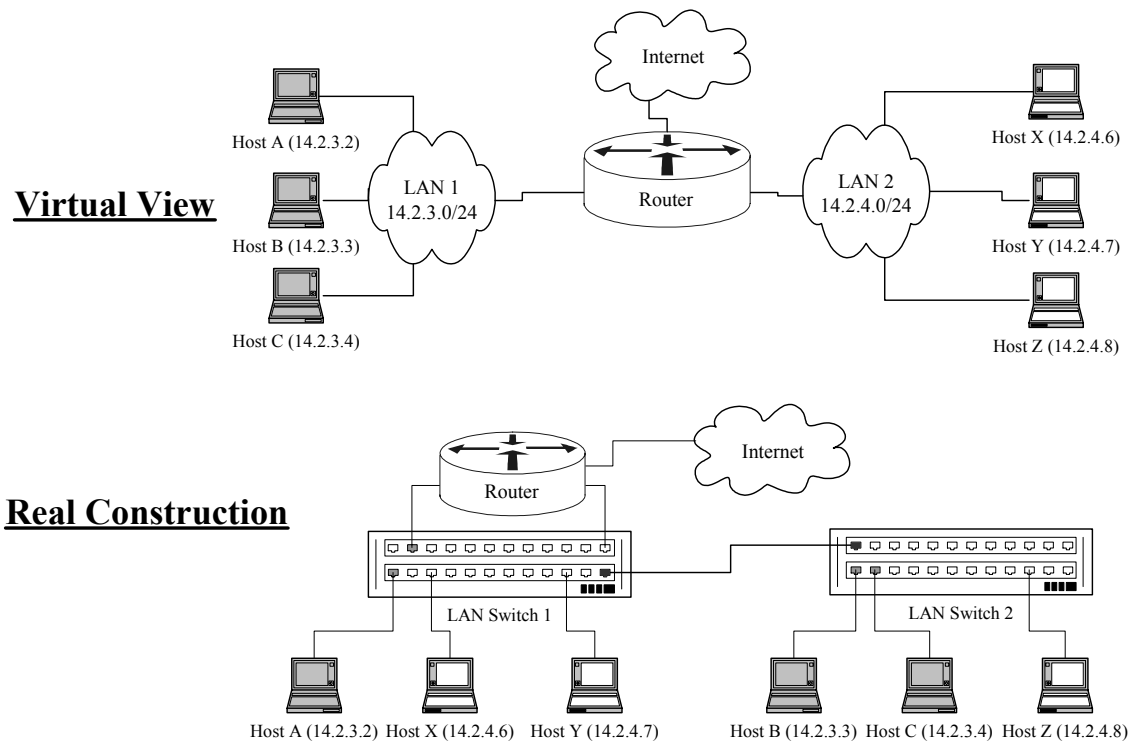 Internet
Host A (14.2.3.2)
Host X (14.2.4.6)
Virtual View
LAN 1
14.2.3.0/24
Router
LAN 2
14.2.4.0/24
Host B (14.2.3.3)
Host Y (14.2.4.7)
Host C (14.2.3.4)
Host Z (14.2.4.8)
Real Construction
Router
Internet
LAN Switch 1
LAN Switch 2
Host A (14.2.3.2)
Host X (14.2.4.6)
Host Y (14.2.4.7)
Host B (14.2.3.3)
Host C (14.2.3.4)
Host Z (14.2.4.8)